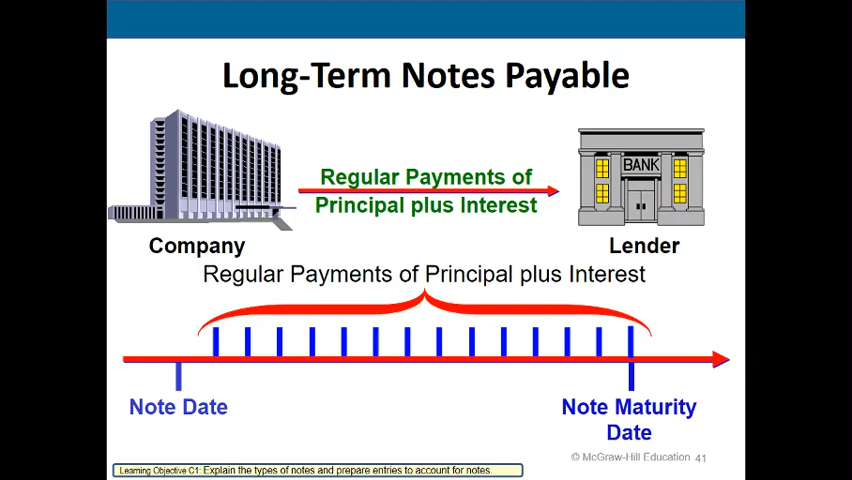 Long-Term Notes Payable
Regular Payments of
Principal plus Interest
BANK
Company
Lender
Regular Payments of Principal plus Interest
Note Date
Note Maturity
Date
© McGraw-Hill Education 41
Learning Objective C1: Explain the types of notes and prepare entries to account for notes.